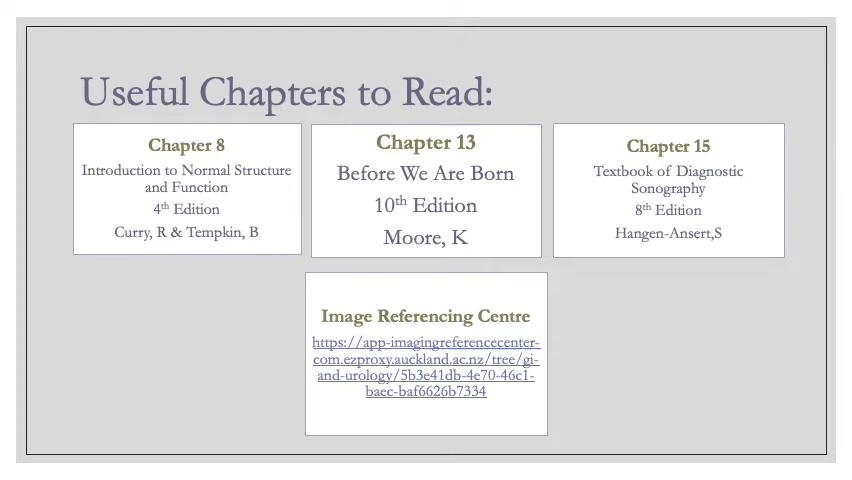 Useful Chapters to Read:
Chapter 8
Introduction to Normal Structure
and Function
4th Edition
Curry, R & Tempkin, B
Chapter 13
Before We Are Born
10th Edition
Moore, K
Chapter 15
Textbook of Diagnostic
Sonography
8th Edition
Hangen-Ansert,S
Image Referencing Centre
https://app-imagingreferencecenter-
com.ezproxy.auckland.ac.nz/tree/gi-
and-urology/5b3e41db-4e70-46c1-
baec-baf6626b7334